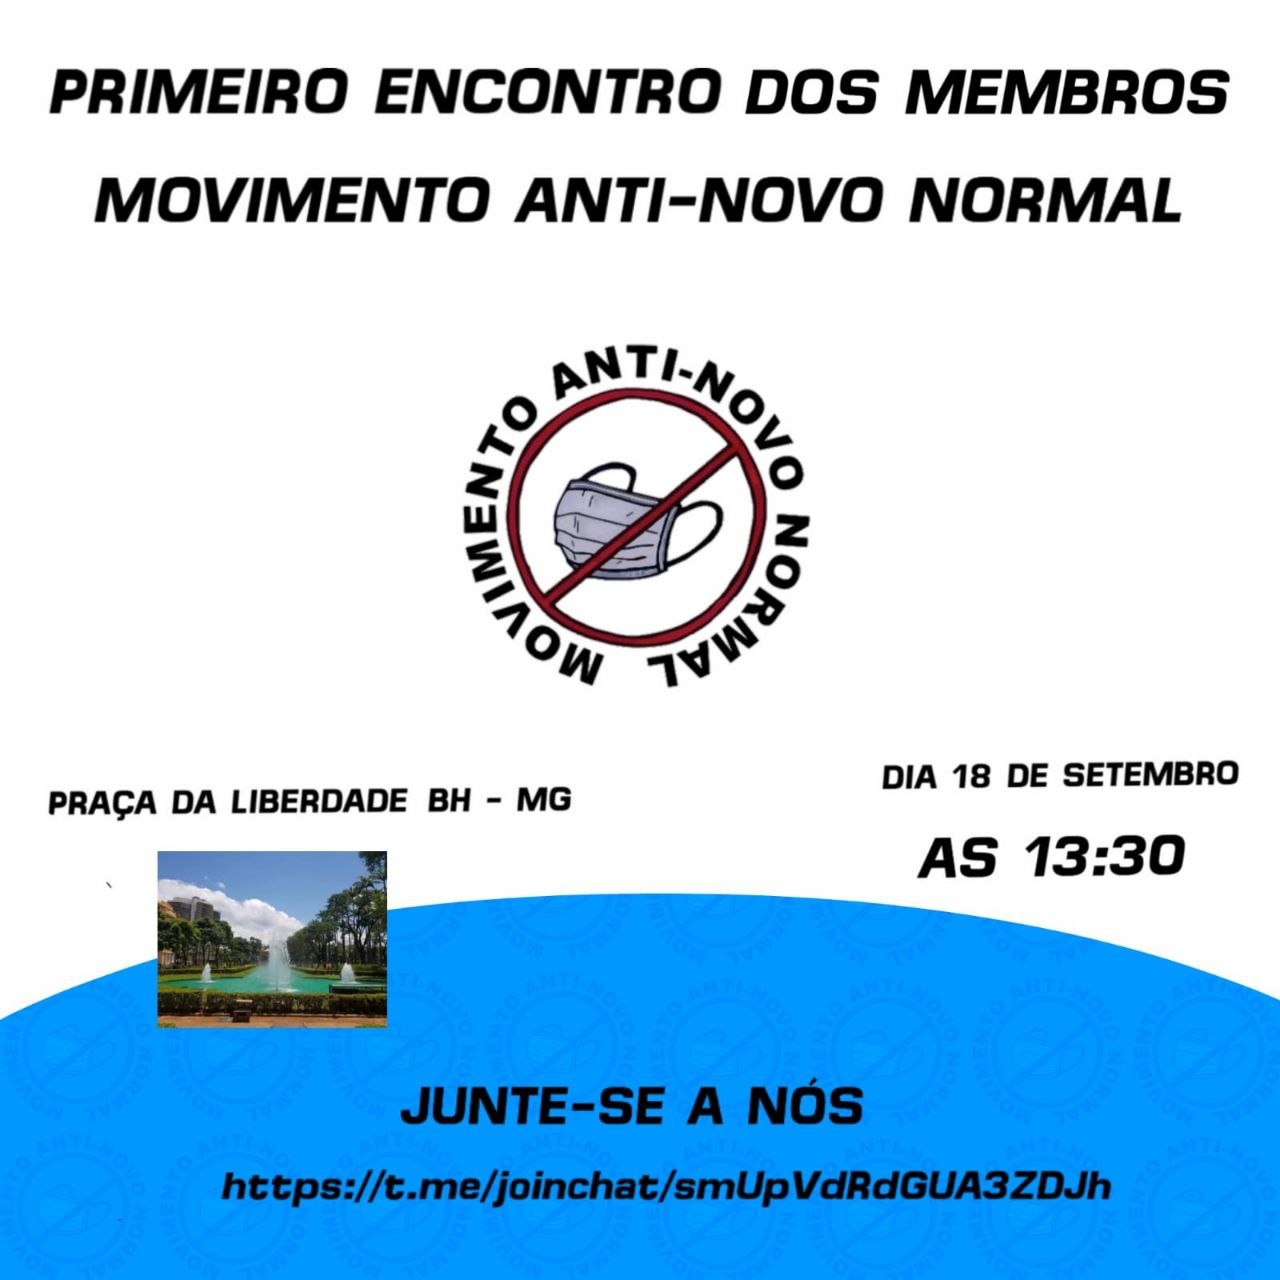 PRIMEIRO ENCONTRO DOS MEMBROS
MOVIMENTO ANTI-NOVO NORMAL
MOVIMENTO ANTI-NOVO NORMAL
PRAÇA DA LIBERDADE BH - MG
DIA 18 DE SETEMBRO
AS 13:30
JUNTE-SE A NÓS
https://t.me/joinchat/smUpVdRdGUA3ZDJh